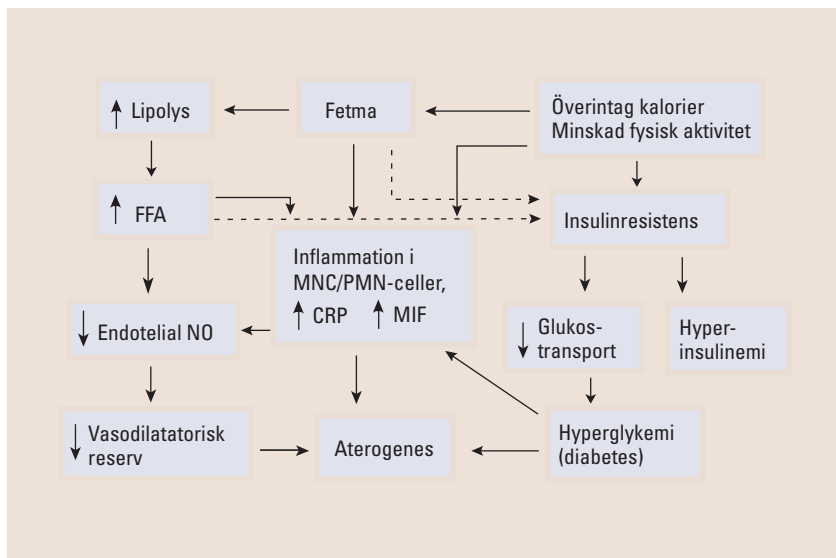 Lipolys
Fetma
Överintag kalorier
Minskad fysisk aktivitet
FFA
Insulinresistens
Inflammation i
MNC/PMN-celler,
CRP MIF
Endotelial NO
Glukos-
transport
Hyper-
insulinemi
Vasodilatatorisk
reserv
Aterogenes
Hyperglykemi
(diabetes)